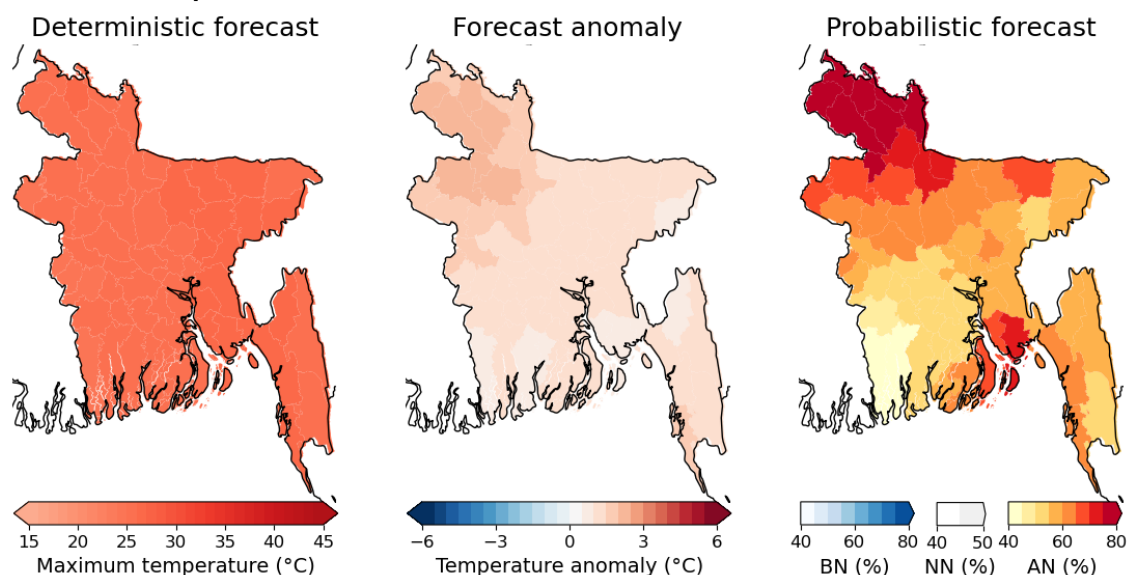 Deterministic forecast
Forecast anomaly
Probabilistic forecast
15 20 25 30 35 40 45
Maximum temperature (°C)
−6 −3 0 3 6
Temperature anomaly (°C)
40 60 80
BN (%)
40 50
NN (%)
40 60 80
AN (%)